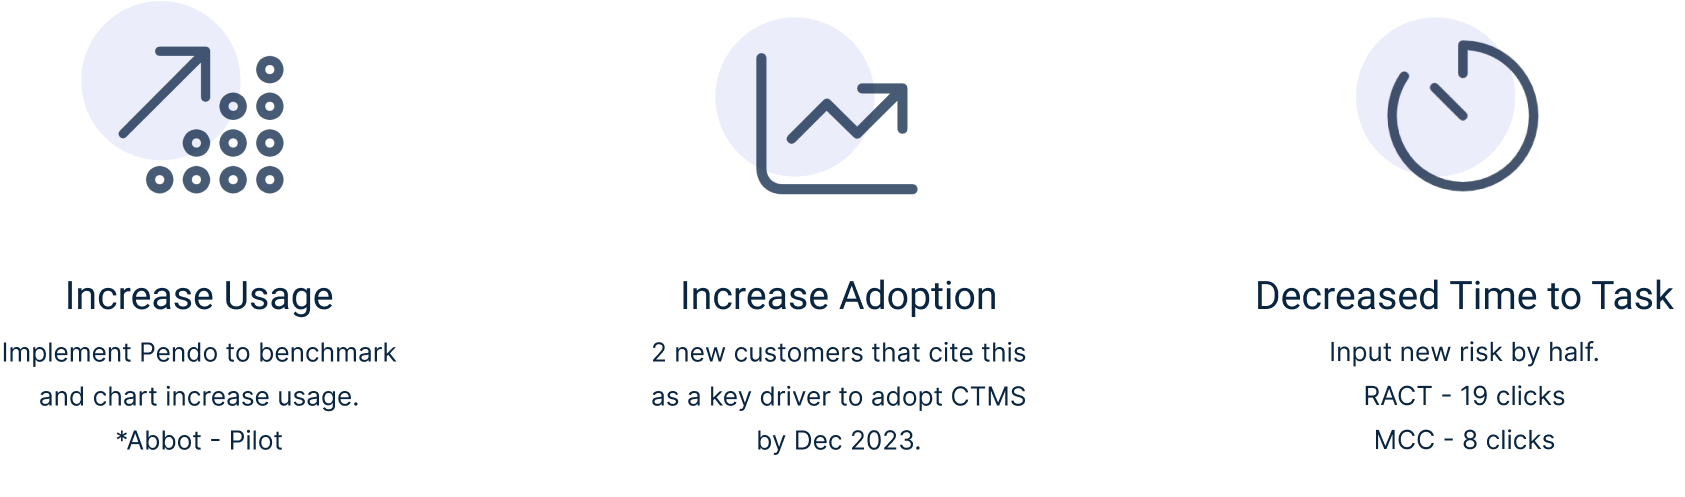 Increase Usage
Implement Pendo to benchmark
and chart increase usage.
*Abbot - Pilot
Increase Adoption
2 new customers that cite this
as a key driver to adopt CTMS
by Dec 2023.
Decreased Time to Task
Input new risk by half.
RACT - 19 clicks
MCC - 8 clicks